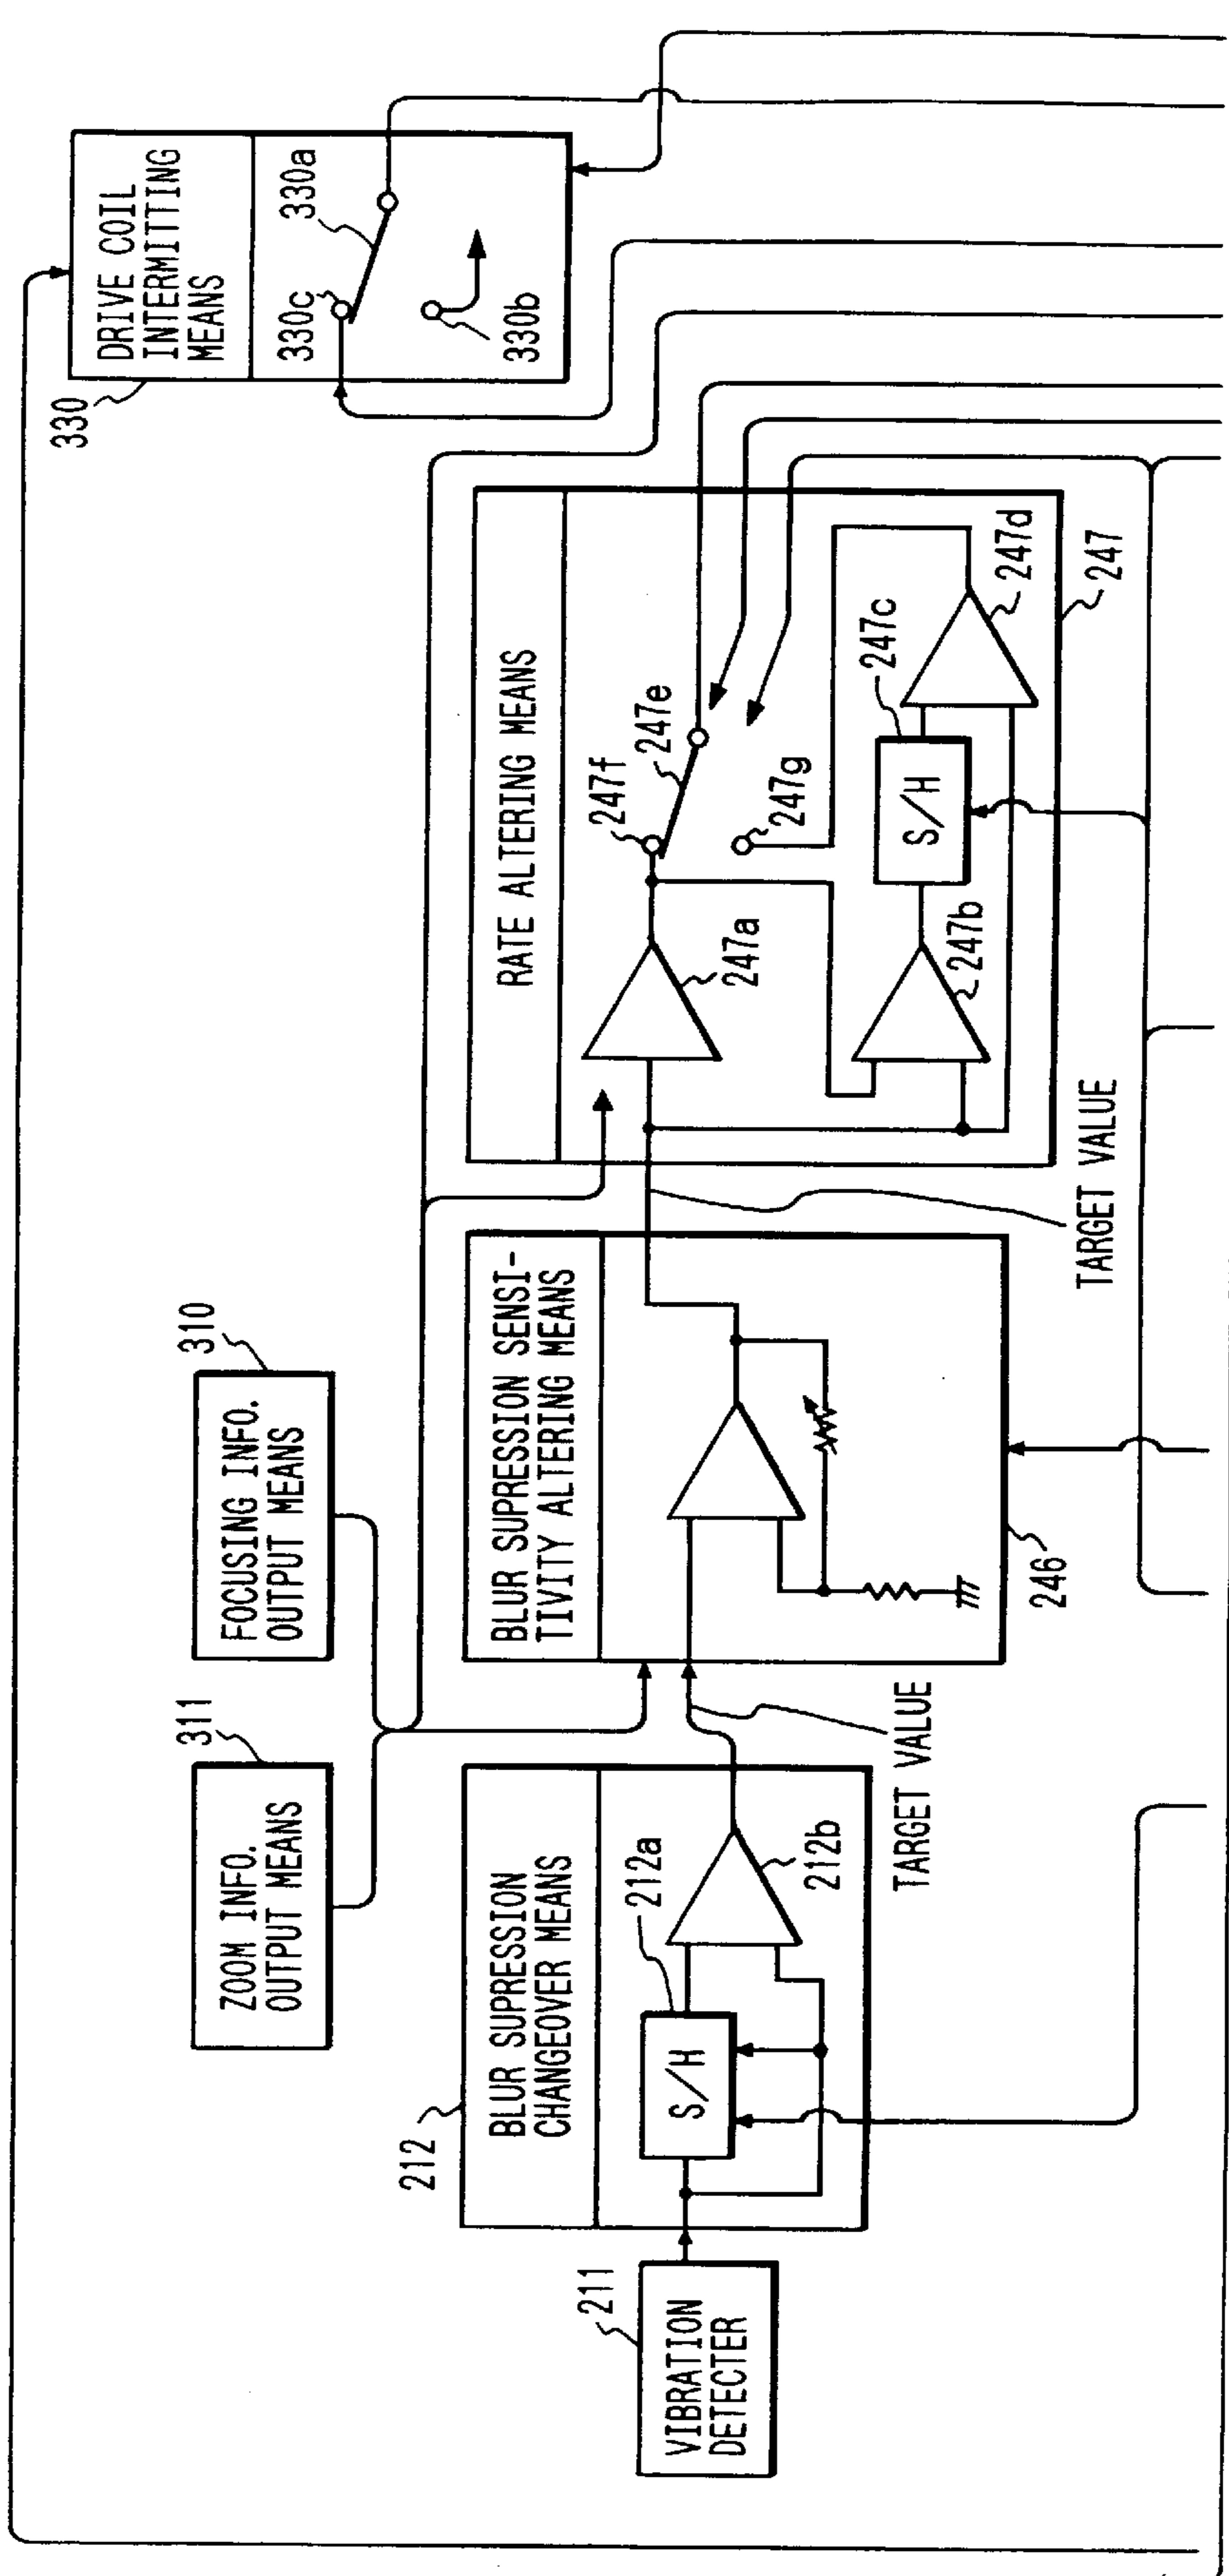 330
DRIVE COIL
INTERMITTING
MEANS
330c
330a
330b
311
ZOOM INFO.
OUTPUT MEANS
310
FOCUSING INFO.
OUTPUT MEANS
211
VIBRATION
DETECTER
212
BLUR SUPRESSION
CHANGEOVER MEANS
S/H
212a
212b
TARGET VALUE
BLUR SUPRESSION SENSI-
TIVITY ALTERING MEANS
246
TARGET VALUE
RATE ALTERING MEANS
247a
247f
247e
247g
247b
S/H
247c
247d
247